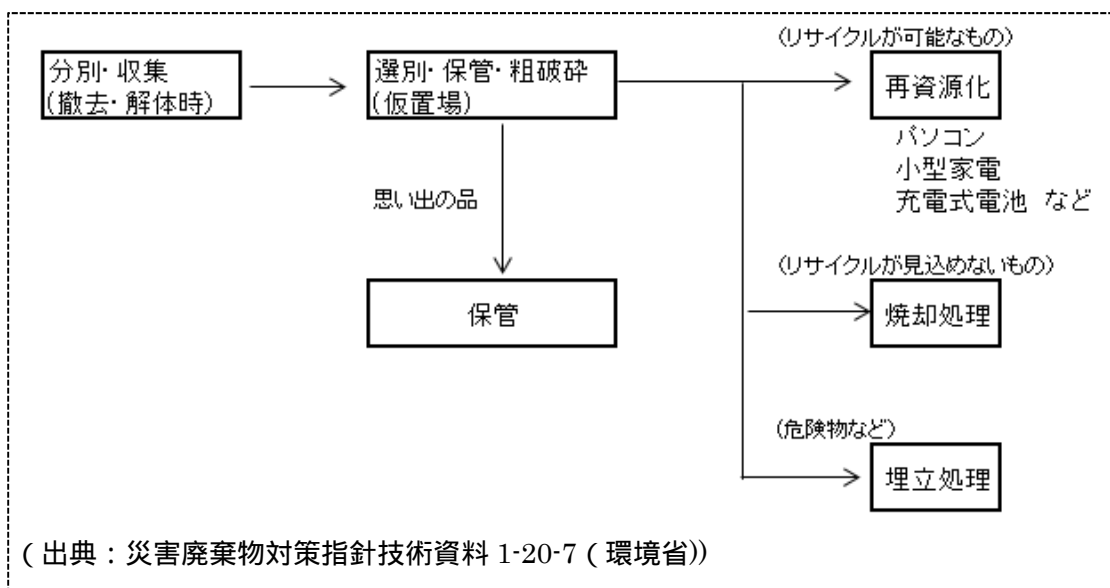 分別・収集
(撤去・解体時)
選別・保管・粗破砕
(仮置場)
思い出の品
保管
(リサイクルが可能なもの)
再資源化
パソコン
小型家電
充電式電池 など
(リサイクルが見込めないもの)
焼却処理
(危険物など)
埋立処理
(出典:災害廃棄物対策指針技術資料 1-20-7(環境省))